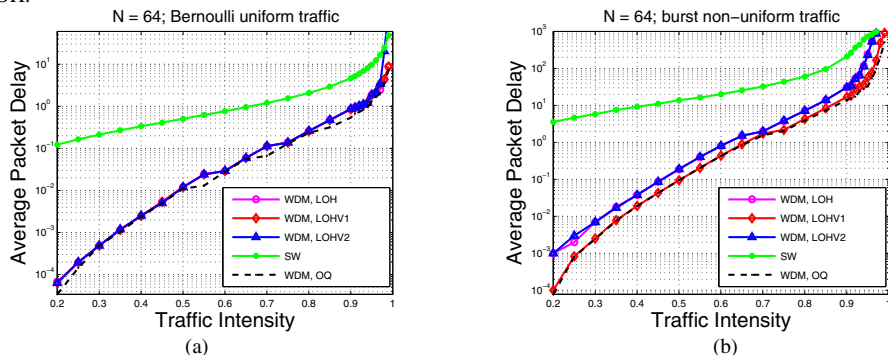 N = 64; Bernoulli uniform traffic
Average Packet Delay
10²
10¹
10⁰
10⁻¹
10⁻²
10⁻³
10⁻⁴
WDM, LOH
WDM, LOHV1
WDM, LOHV2
SW
WDM, OQ
0.2 0.3 0.4 0.5 0.6 0.7 0.8 0.9 1
Traffic Intensity
(a)
N = 64; burst non−uniform traffic
Average Packet Delay
10³
10²
10¹
10⁰
10⁻¹
10⁻²
10⁻³
10⁻⁴
WDM, LOH
WDM, LOHV1
WDM, LOHV2
SW
WDM, OQ
0.2 0.3 0.4 0.5 0.6 0.7 0.8 0.9 1
Traffic Intensity
(b)